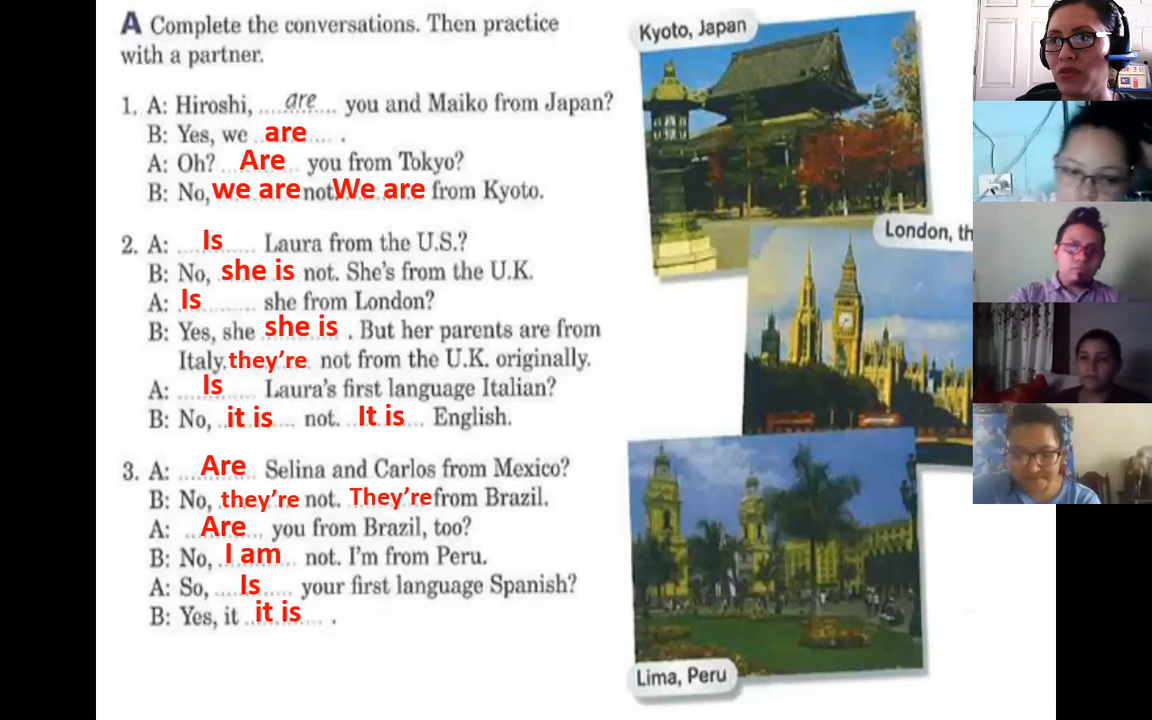 A Complete the conversations. Then practice
with a partner.
1. A: Hiroshi, are you and Maiko from Japan?
B: Yes, we are .
A: Oh? Are you from Tokyo?
B: No, we are not. We are from Kyoto.
2. A: Is Laura from the U.S.?
B: No, she is not. She's from the U.K.
A: Is she from London?
B: Yes, she she is . But her parents are from
Italy. they're not from the U.K. originally.
A: Is Laura's first language Italian?
B: No, it is not. It is English.
3. A: Are Selina and Carlos from Mexico?
B: No, they're not. They're from Brazil.
A: Are you from Brazil, too?
B: No, I am not. I'm from Peru.
A: So, Is your first language Spanish?
B: Yes, it it is .
Kyoto, Japan
London, th
Lima, Peru